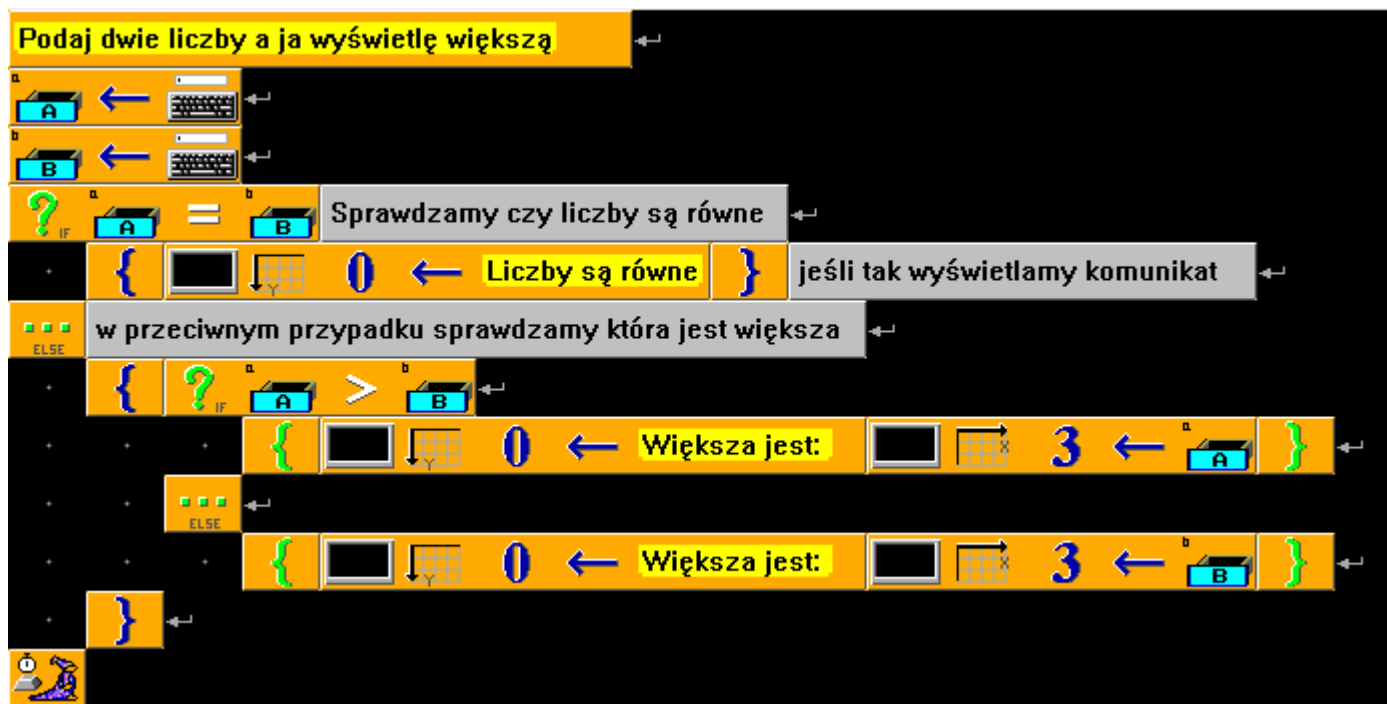 Podaj dwie liczby a ja wyświetlę większą
a A ←
b B ←
? IF a A = b B Sprawdzamy czy liczby są równe
{ Y 0 ← Liczby są równe } jeśli tak wyświetlamy komunikat
ELSE w przeciwnym przypadku sprawdzamy która jest większa
{ ? IF a A > b B
{ Y 0 ← Większa jest: X 3 ← a A }
ELSE
{ Y 0 ← Większa jest: X 3 ← b B }
}